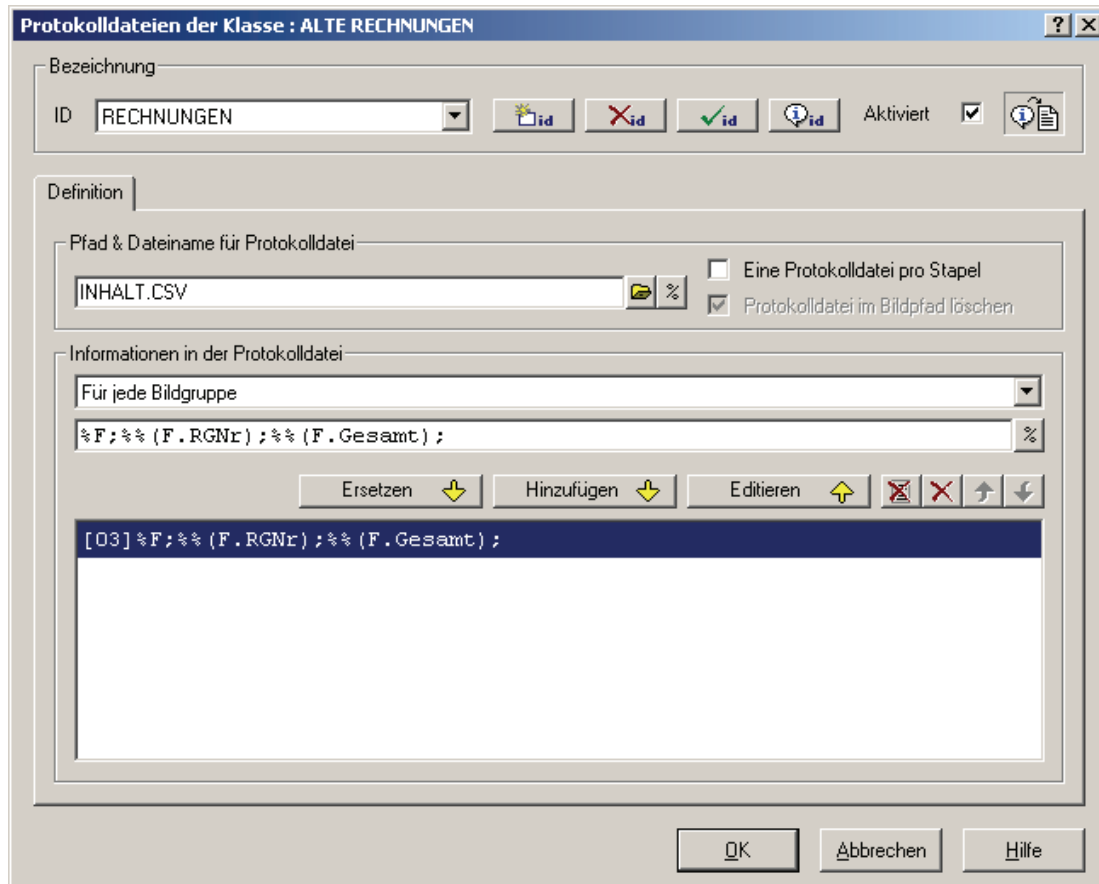 Protokolldateien der Klasse : ALTE RECHNUNGEN
Bezeichnung
ID RECHNUNGEN id id id id Aktiviert
Definition
Pfad & Dateiname für Protokolldatei
INHALT.CSV % Eine Protokolldatei pro Stapel
Protokolldatei im Bildpfad löschen
Informationen in der Protokolldatei
Für jede Bildgruppe
%F;%%(F.RGNr);%%(F.Gesamt); %
Ersetzen Hinzufügen Editieren
[O3]%F;%%(F.RGNr);%%(F.Gesamt);
OK Abbrechen Hilfe